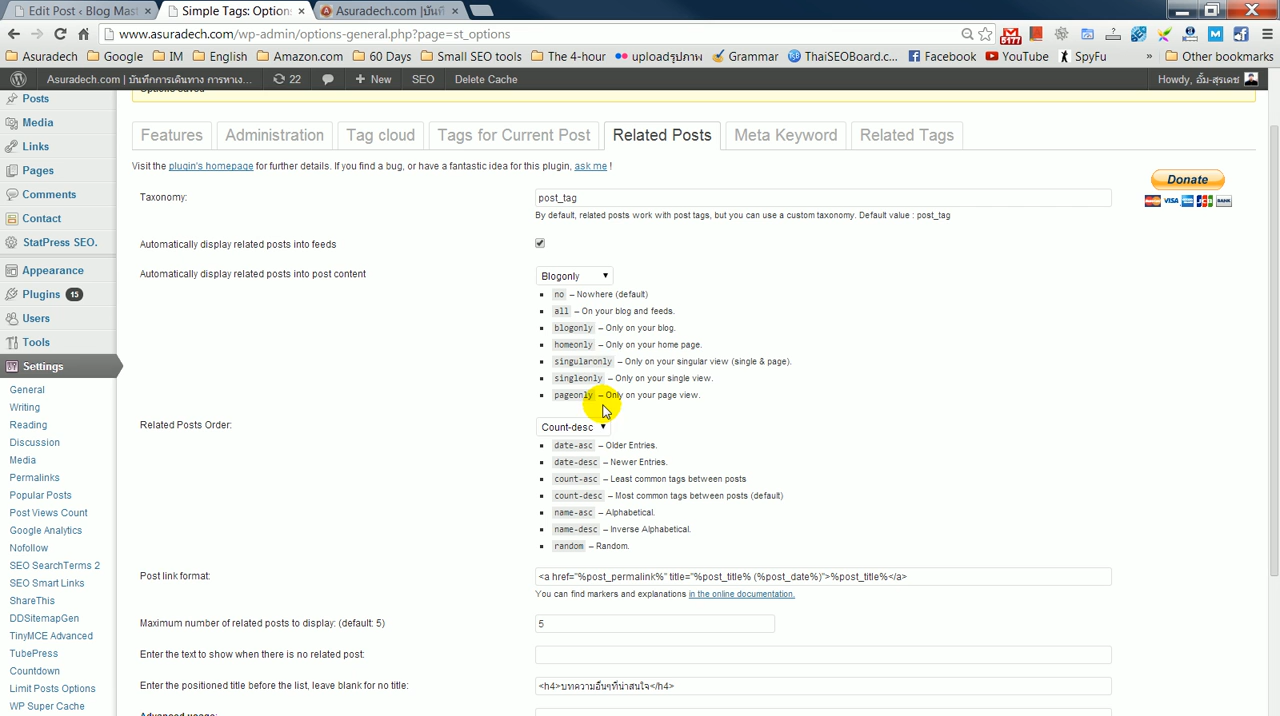 Edit Post ‹ Blog Mast
Simple Tags: Options
Asuradech.com |บันที
www.asuradech.com/wp-admin/options-general.php?page=st_options
5177
Asuradech
Google
IM
English
Amazon.com
60 Days
Small SEO tools
The 4-hour
uploadรูปภาพ
Grammar
ThaiSEOBoard.c...
Facebook
YouTube
SpyFu
»
Other bookmarks
Asuradech.com | บันทึกการเดินทาง การหาเง...
22
New
SEO
Delete Cache
Howdy, อั้ม-สุรเดช
Posts
Media
Links
Pages
Comments
Contact
StatPress SEO.
Appearance
Plugins 15
Users
Tools
Settings
General
Writing
Reading
Discussion
Media
Permalinks
Popular Posts
Post Views Count
Google Analytics
Nofollow
SEO SearchTerms 2
SEO Smart Links
ShareThis
DDSitemapGen
TinyMCE Advanced
TubePress
Countdown
Limit Posts Options
WP Super Cache
Options saved
Features
Administration
Tag cloud
Tags for Current Post
Related Posts
Meta Keyword
Related Tags
Visit the plugin's homepage for further details. If you find a bug, or have a fantastic idea for this plugin, ask me !
Donate
VISA
BANK
Taxonomy:
post_tag
By default, related posts work with post tags, but you can use a custom taxonomy. Default value : post_tag
Automatically display related posts into feeds
Automatically display related posts into post content
Blogonly
no – Nowhere (default)
all – On your blog and feeds.
blogonly – Only on your blog.
homeonly – Only on your home page.
singularonly – Only on your singular view (single & page).
singleonly – Only on your single view.
pageonly – Only on your page view.
Related Posts Order:
Count-desc
date-asc – Older Entries.
date-desc – Newer Entries.
count-asc – Least common tags between posts
count-desc – Most common tags between posts (default)
name-asc – Alphabetical.
name-desc – Inverse Alphabetical.
random – Random.
Post link format:
<a href="%post_permalink%" title="%post_title% (%post_date%)">%post_title%</a>
You can find markers and explanations in the online documentation.
Maximum number of related posts to display: (default: 5)
5
Enter the text to show when there is no related post:
Enter the positioned title before the list, leave blank for no title:
<h4>บทความอื่นๆที่น่าสนใจ</h4>
Advanced usage: